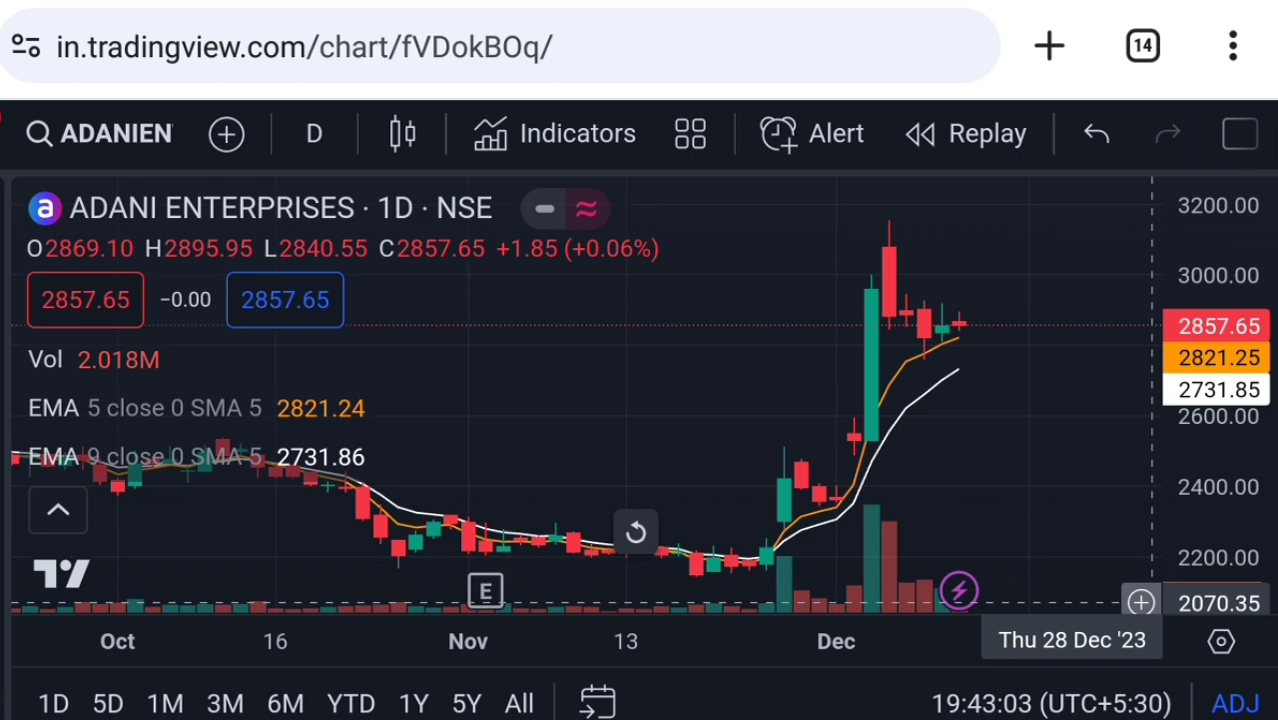 in.tradingview.com/chart/fVDokBOq/
14
ADANIEN
D
Indicators
Alert
Replay
ADANI ENTERPRISES · 1D · NSE
O2869.10 H2895.95 L2840.55 C2857.65 +1.85 (+0.06%)
2857.65 −0.00 2857.65
Vol 2.018M
EMA 5 close 0 SMA 5 2821.24
EMA 9 close 0 SMA 5 2731.86
3200.00
3000.00
2857.65
2821.25
2731.85
2600.00
2400.00
2200.00
2070.35
E
Oct 16 Nov 13 Dec Thu 28 Dec '23
1D 5D 1M 3M 6M YTD 1Y 5Y All 19:43:03 (UTC+5:30) ADJ